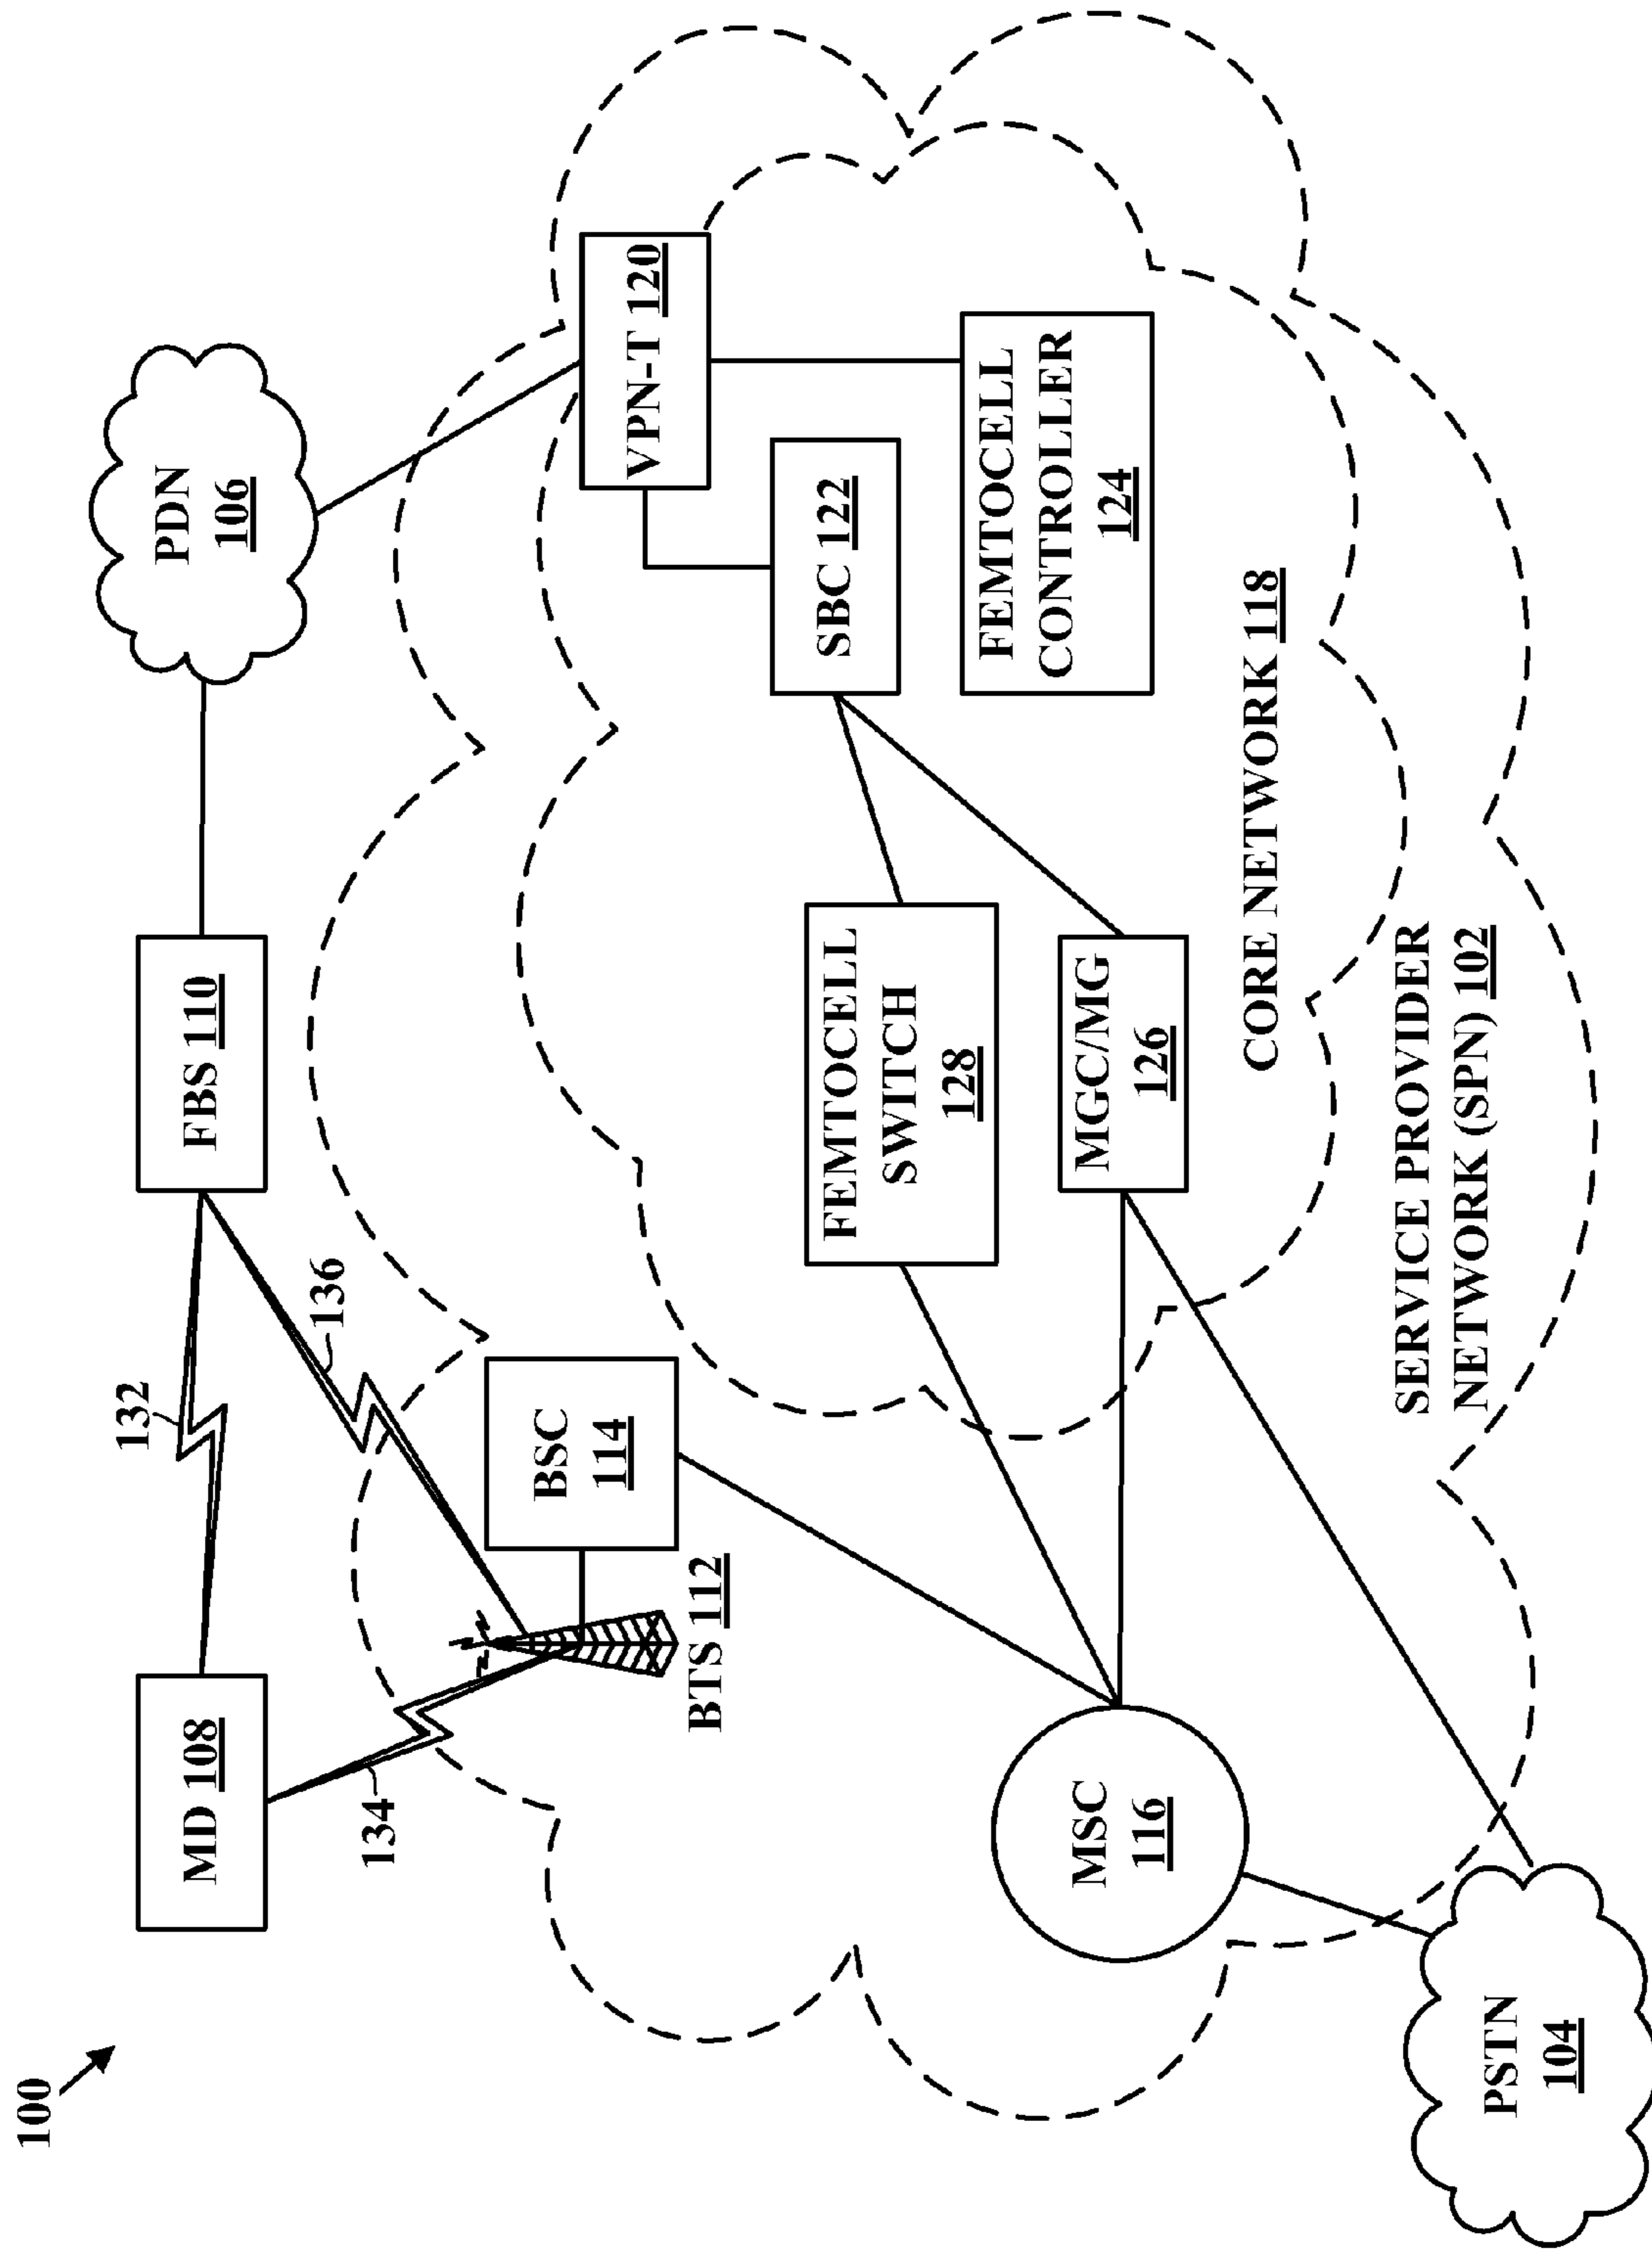 100
MD 108
132
FBS 110
PDN
106
134
136
BTS 112
BSC
114
VPN-T 120
SBC 122
FEMTOCELL
CONTROLLER
124
FEMTOCELL
SWITCH
128
MSC
116
MGC/MG
126
CORE NETWORK 118
SERVICE PROVIDER
NETWORK (SPN) 102
PSTN
104